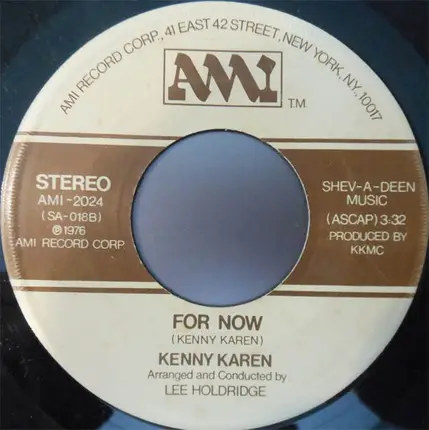 AMI RECORD CORP., 41 EAST 42 STREET, NEW YORK, N.Y. 10017
AMI
T.M.
STEREO
AMI-2024
(SA-018B)
℗1976
AMI RECORD CORP
SHEV-A-DEEN
MUSIC
(ASCAP) 3:32
PRODUCED BY
KKMC
FOR NOW
(KENNY KAREN)
KENNY KAREN
Arranged and Conducted by
LEE HOLDRIDGE